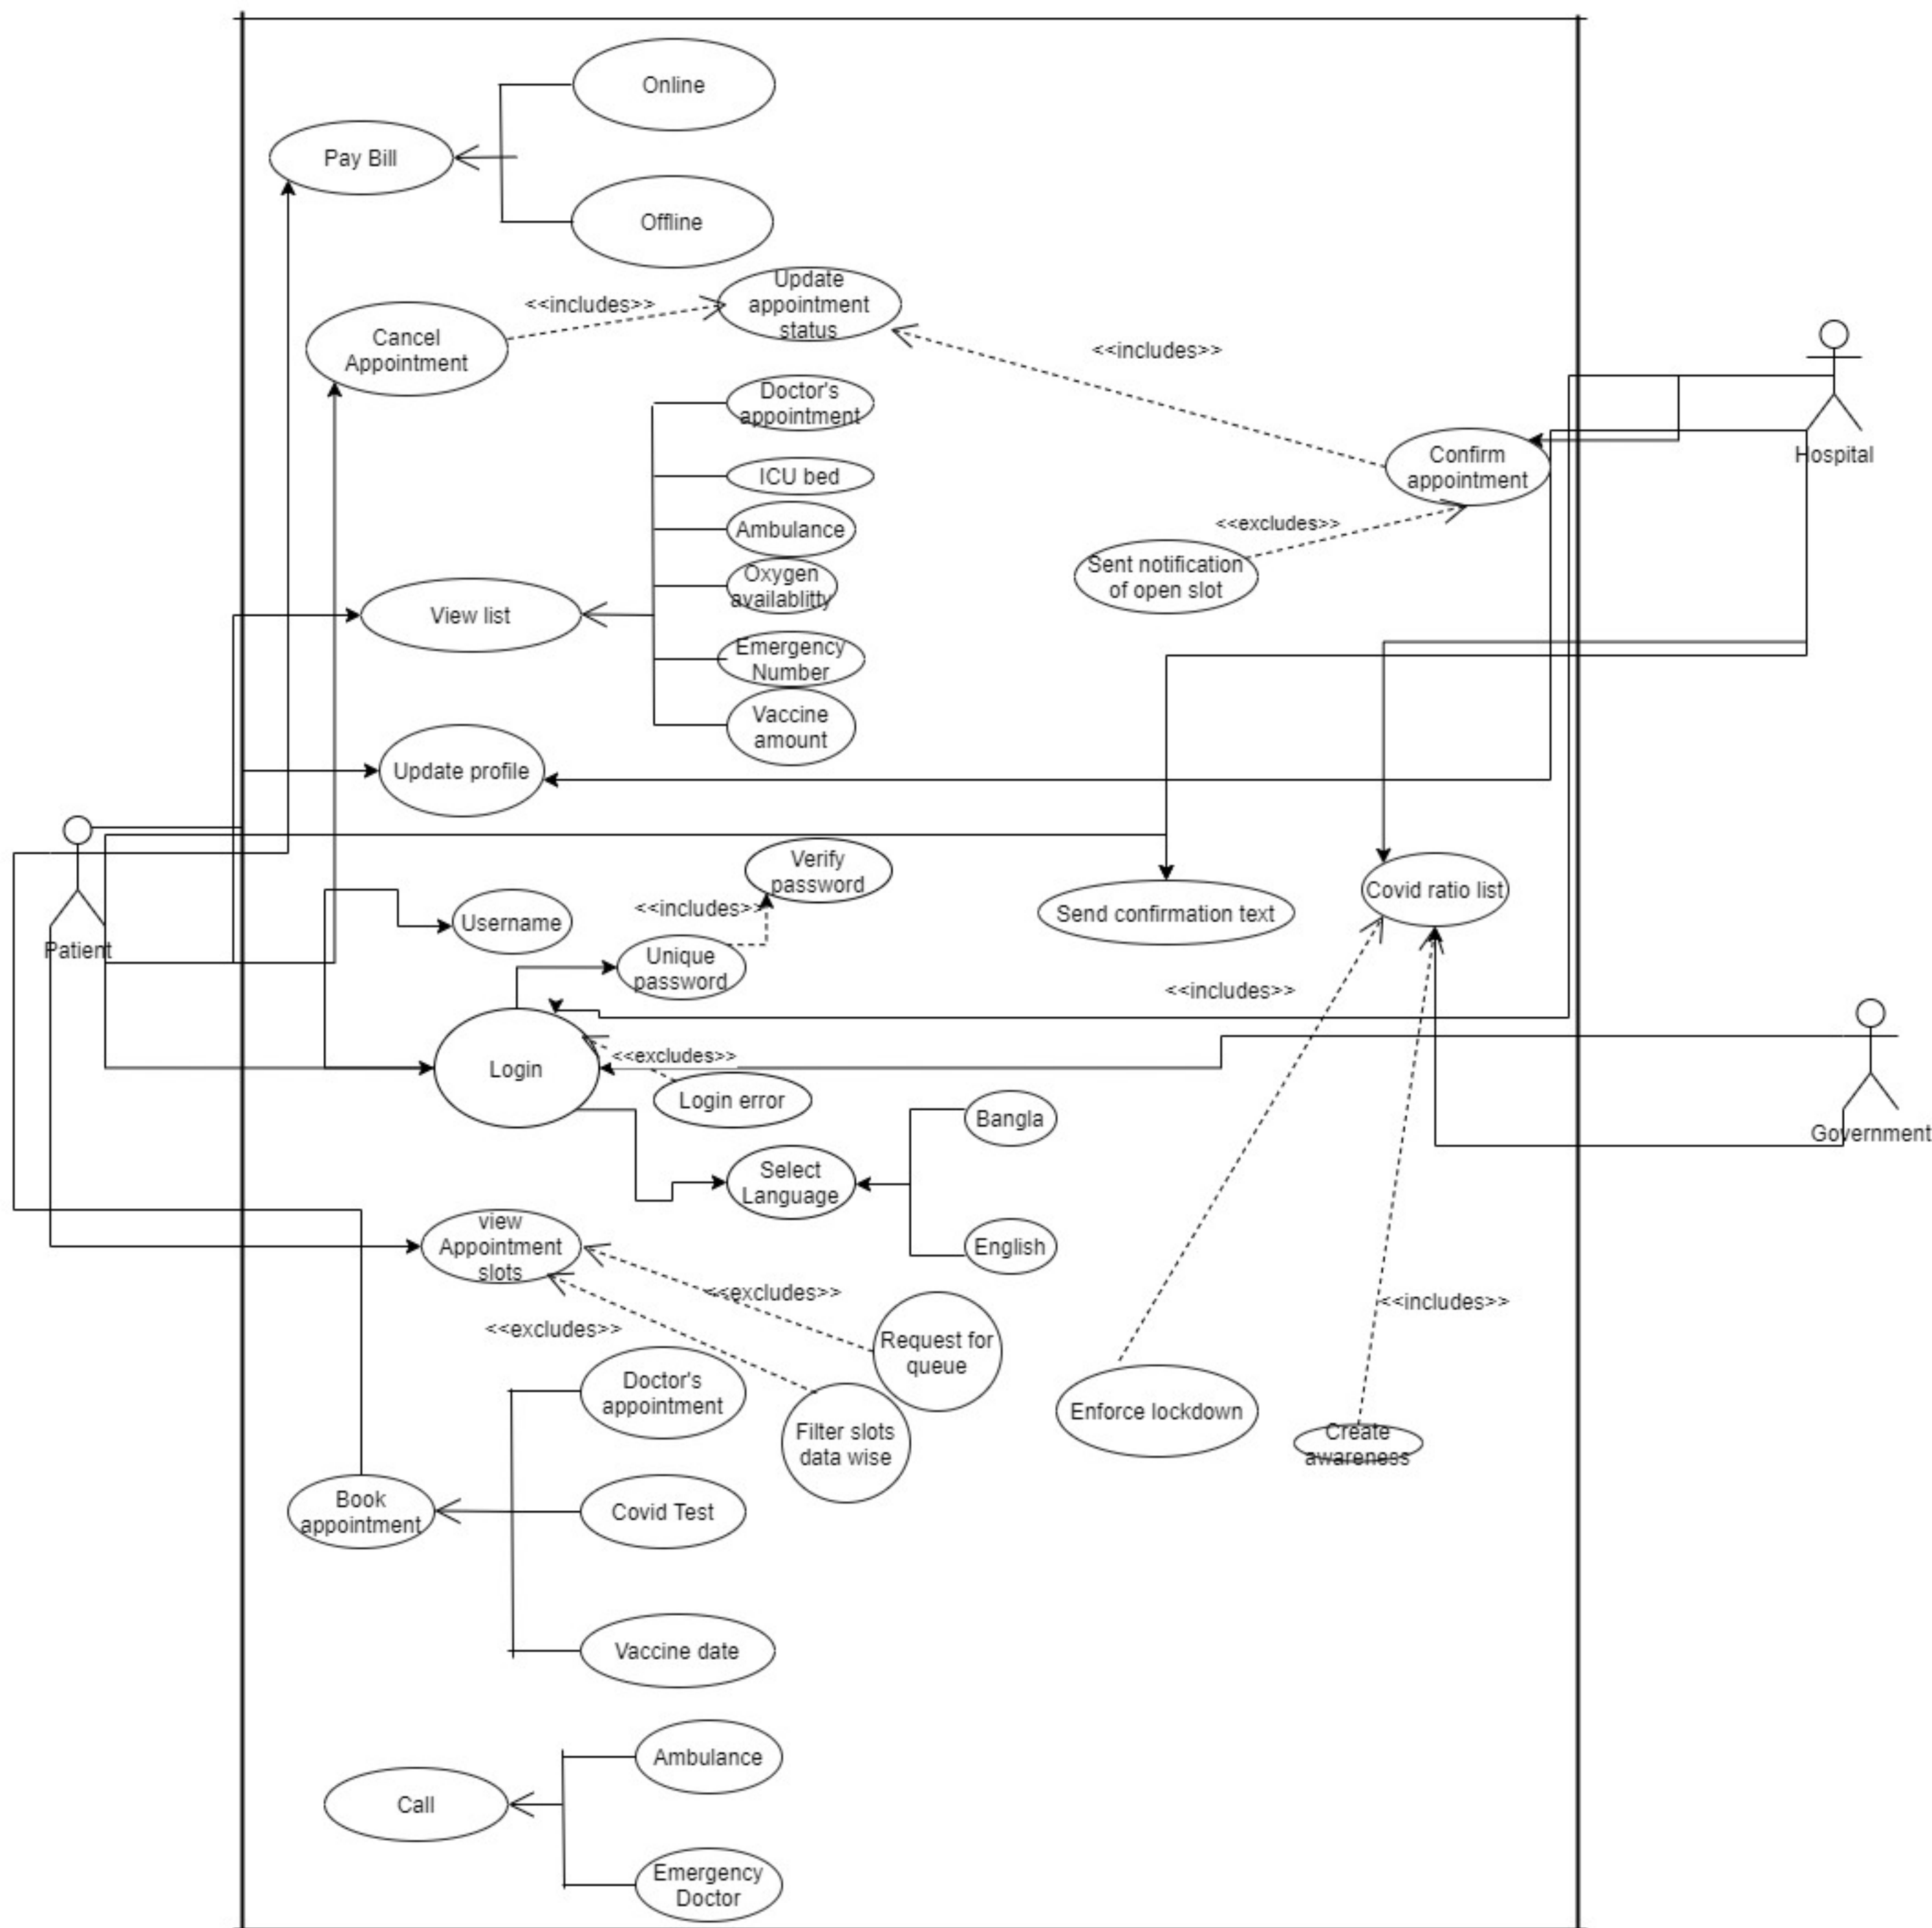 Online
Pay Bill
Offline
Update
appointment
status
<<includes>>
Cancel
Appointment
<<includes>>
Doctor's
appointment
Hospital
Confirm
appointment
ICU bed
Ambulance
<<excludes>>
Sent notification
of open slot
Oxygen
availablitty
View list
Emergency
Number
Vaccine
amount
Update profile
Verify
password
Covid ratio list
<<includes>>
Send confirmation text
Username
Patient
Unique
password
<<includes>>
<<excludes>>
Login
Login error
Bangla
Government
Select
Language
view
Appointment
slots
English
<<excludes>>
<<includes>>
<<excludes>>
Request for
queue
Doctor's
appointment
Enforce lockdown
Filter slots
data wise
Create
awareness
Book
appointment
Covid Test
Vaccine date
Ambulance
Call
Emergency
Doctor